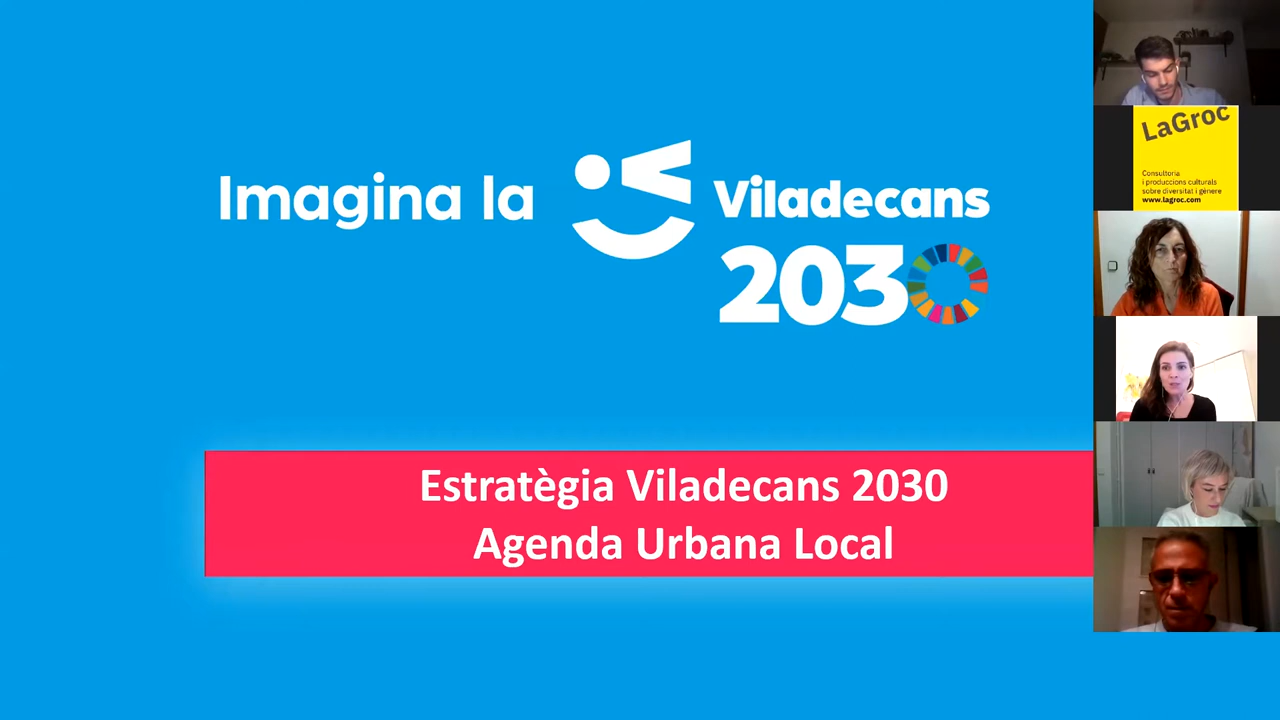 Imagina la
Viladecans
2030
Estratègia Viladecans 2030
Agenda Urbana Local
LaGroc
Consultoria
i produccions culturals
sobre diversitat i gènere
www.lagroc.com